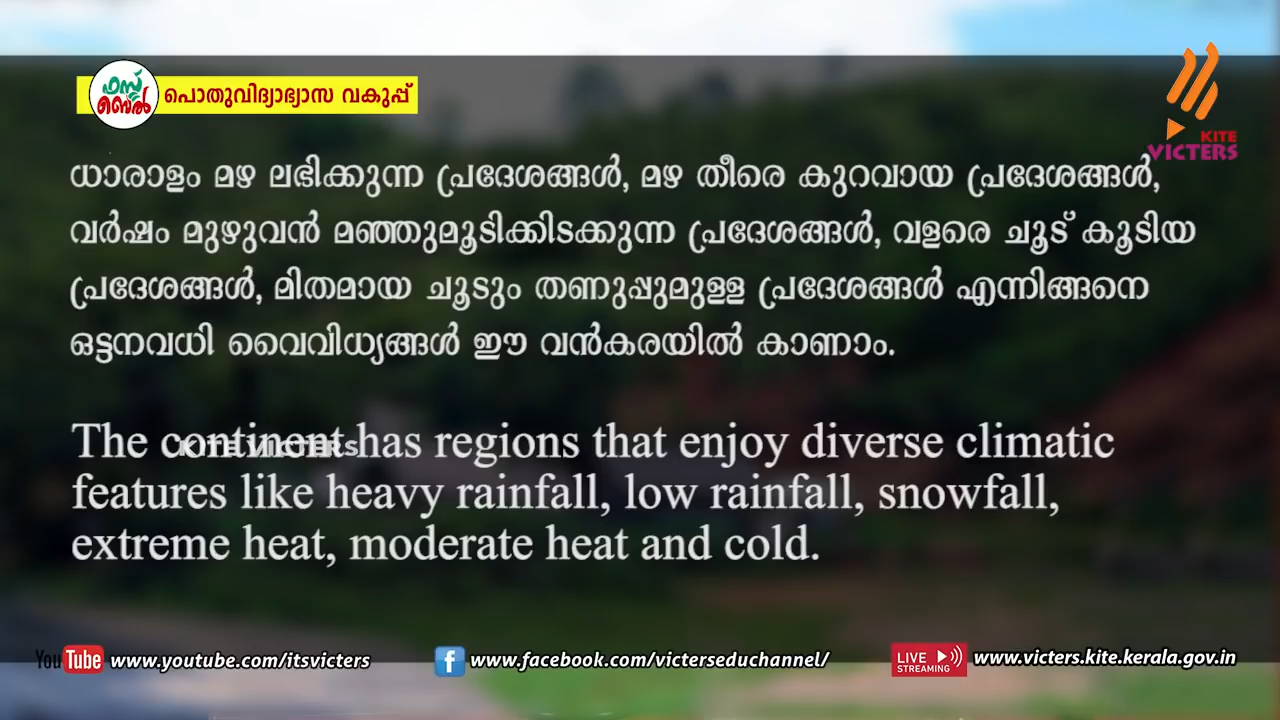 ഫസ്റ്റ്
ബെൽ
പൊതുവിദ്യാഭ്യാസ വകുപ്പ്
KITE
VICTERS
ധാരാളം മഴ ലഭിക്കുന്ന പ്രദേശങ്ങൾ, മഴ തീരെ കുറവായ പ്രദേശങ്ങൾ,
വർഷം മുഴുവൻ മഞ്ഞുമൂടിക്കിടക്കുന്ന പ്രദേശങ്ങൾ, വളരെ ചൂട് കൂടിയ
പ്രദേശങ്ങൾ, മിതമായ ചൂടും തണുപ്പുമുള്ള പ്രദേശങ്ങൾ എന്നിങ്ങനെ
ഒട്ടനവധി വൈവിധ്യങ്ങൾ ഈ വൻകരയിൽ കാണാം.
The continent has regions that enjoy diverse climatic
KITE VICTERS
features like heavy rainfall, low rainfall, snowfall,
extreme heat, moderate heat and cold.
YouTube www.youtube.com/itsvicters
f www.facebook.com/victerseduchannel/
LIVE
STREAMING
www.victers.kite.kerala.gov.in